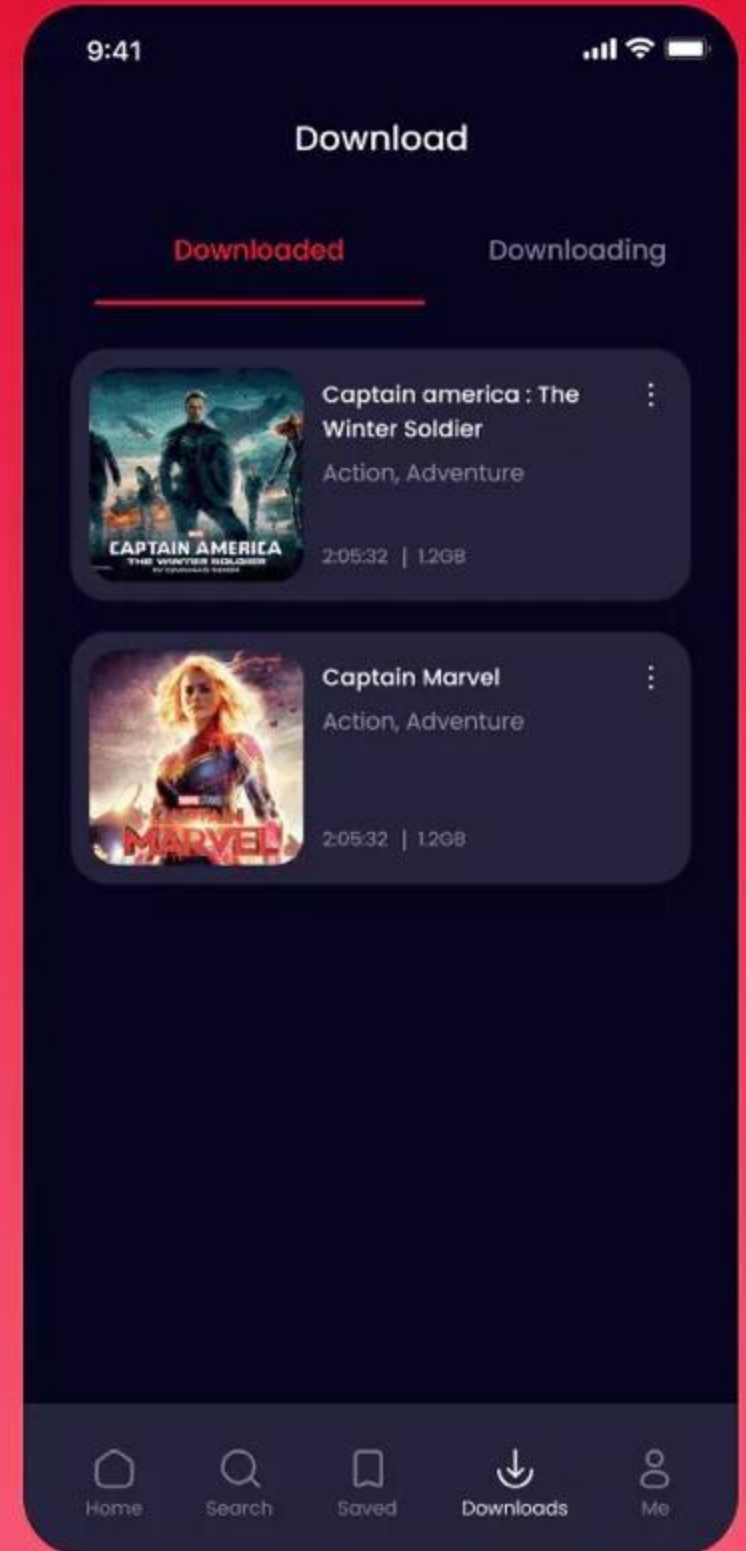 9:41
Download
Downloaded
Downloading
Captain america : The
Winter Soldier
Action, Adventure
2:05:32 | 1.2GB
CAPTAIN AMERICA
THE WINTER SOLDIER
Captain Marvel
Action, Adventure
2:05:32 | 1.2GB
CAPTAIN
MARVEL
Home
Search
Saved
Downloads
Me